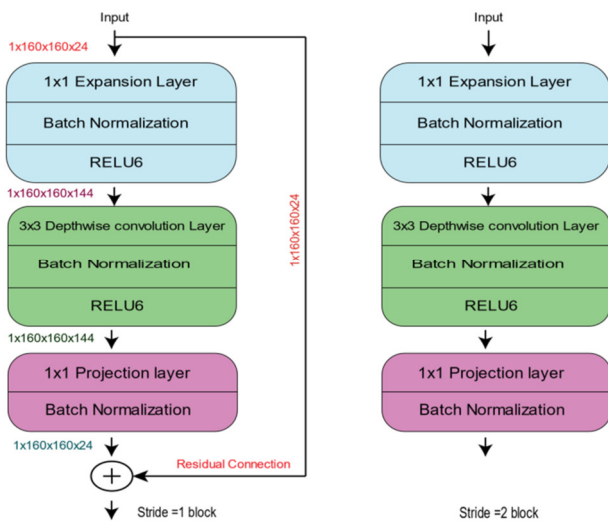 Input
1x160x160x24
1x1 Expansion Layer
Batch Normalization
RELU6
1x160x160x144
3x3 Depthwise convolution Layer
Batch Normalization
RELU6
1x160x160x144
1x1 Projection layer
Batch Normalization
1x160x160x24
+
Residual Connection
1x160x160x24
Stride =1 block
Input
1x1 Expansion Layer
Batch Normalization
RELU6
3x3 Depthwise convolution Layer
Batch Normalization
RELU6
1x1 Projection layer
Batch Normalization
Stride =2 block